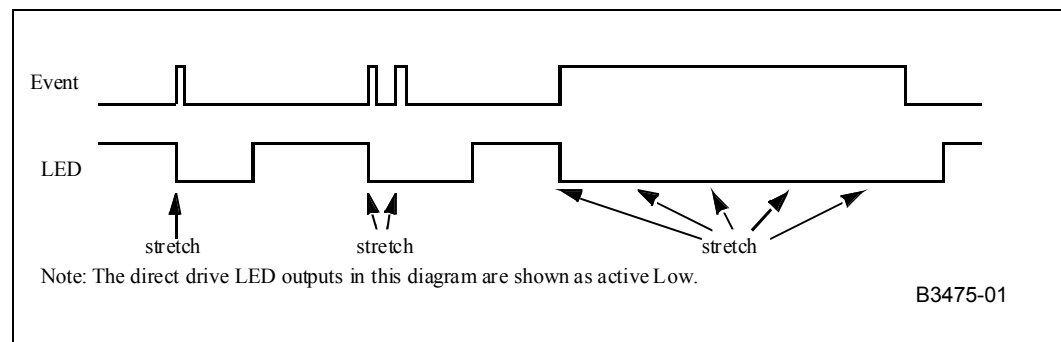 Event
LED
stretch
stretch
stretch
Note: The direct drive LED outputs in this diagram are shown as active Low.
B3475-01